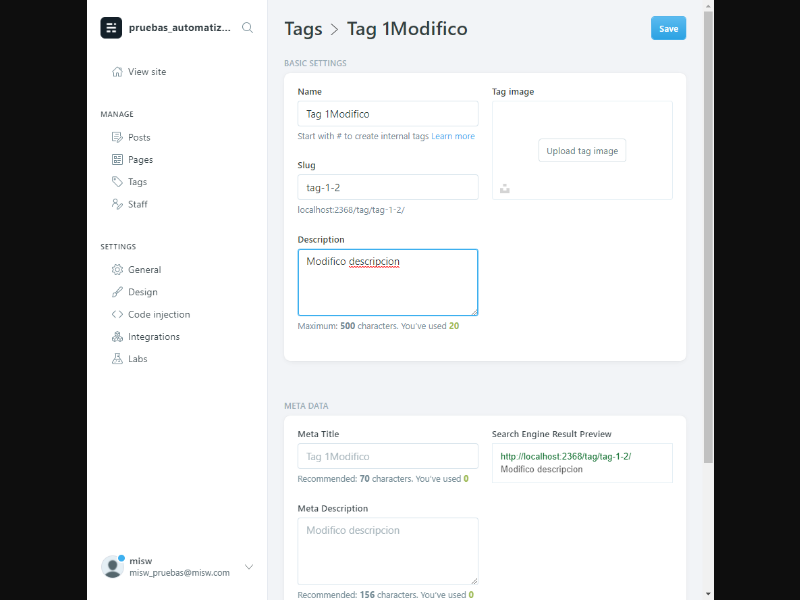 pruebas_automatiz...
View site
MANAGE
Posts
Pages
Tags
Staff
SETTINGS
General
Design
Code injection
Integrations
Labs
misw
misw_pruebas@misw.com
Tags > Tag 1Modifico
Save
BASIC SETTINGS
Name
Tag 1Modifico
Start with # to create internal tags Learn more
Slug
tag-1-2
localhost:2368/tag/tag-1-2/
Description
Modifico descripcion
Maximum: 500 characters. You've used 20
Tag image
Upload tag image
META DATA
Meta Title
Tag 1Modifico
Recommended: 70 characters. You've used 0
Meta Description
Modifico descripcion
Recommended: 156 characters. You've used 0
Search Engine Result Preview
http://localhost:2368/tag/tag-1-2/
Modifico descripcion